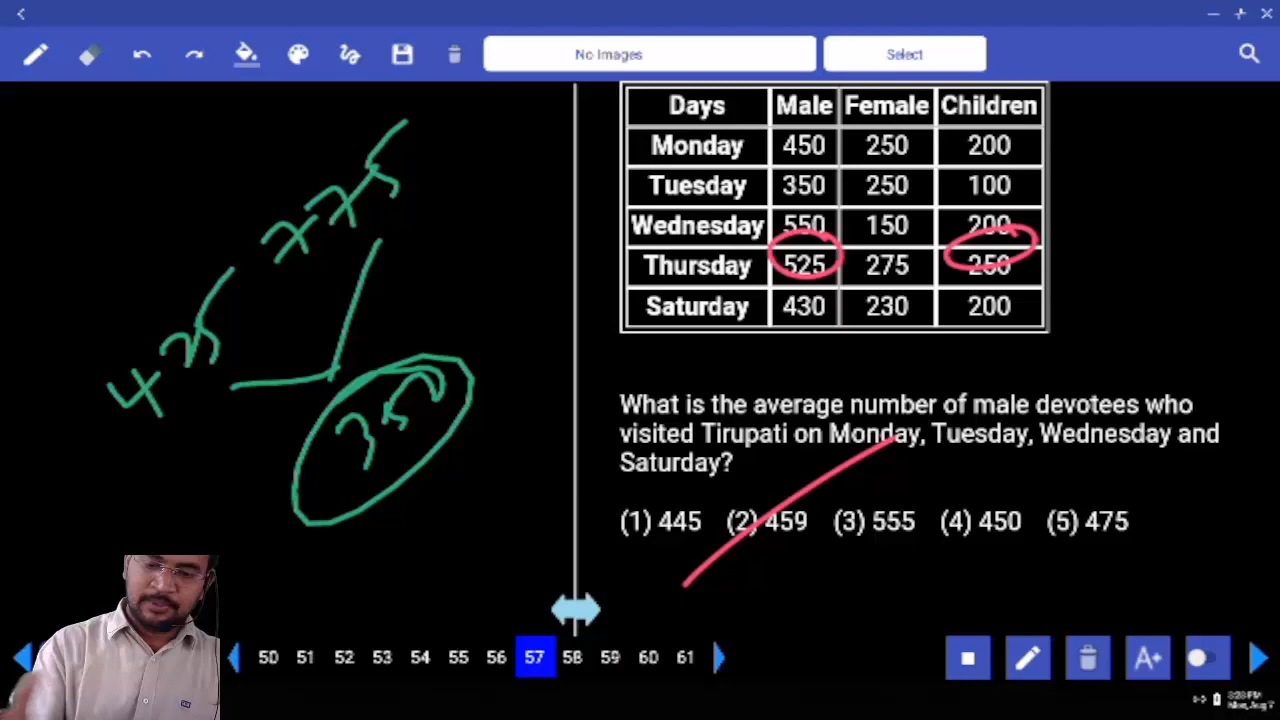 No Images
Select
Days Male Female Children
Monday 450 250 200
Tuesday 350 250 100
Wednesday 550 150 200
Thursday 525 275 250
Saturday 430 230 200
775
425
350
What is the average number of male devotees who
visited Tirupati on Monday, Tuesday, Wednesday and
Saturday?
(1) 445 (2) 459 (3) 555 (4) 450 (5) 475
50 51 52 53 54 55 56 57 58 59 60 61
A+